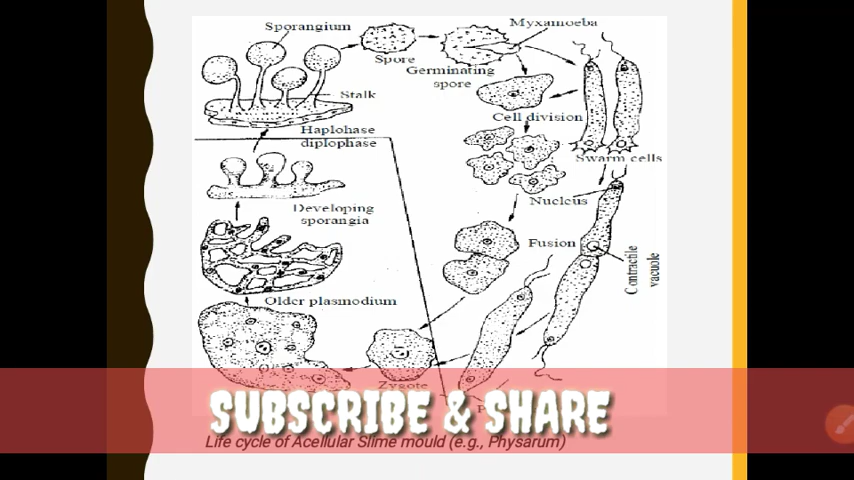 Sporangium
Myxamoeba
Spore
Germinating
spore
Stalk
Cell division
Haplohase
diplophase
Swarm cells
Nucleus
Developing
sporangia
Fusion
Contractile
vacuole
Older plasmodium
Zygote
SUBSCRIBE & SHARE
Life cycle of Acellular Slime mould (e.g., Physarum)